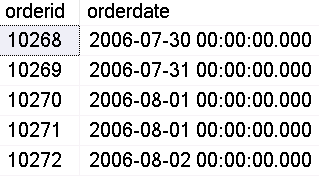 orderid orderdate
10268 2006-07-30 00:00:00.000
10269 2006-07-31 00:00:00.000
10270 2006-08-01 00:00:00.000
10271 2006-08-01 00:00:00.000
10272 2006-08-02 00:00:00.000